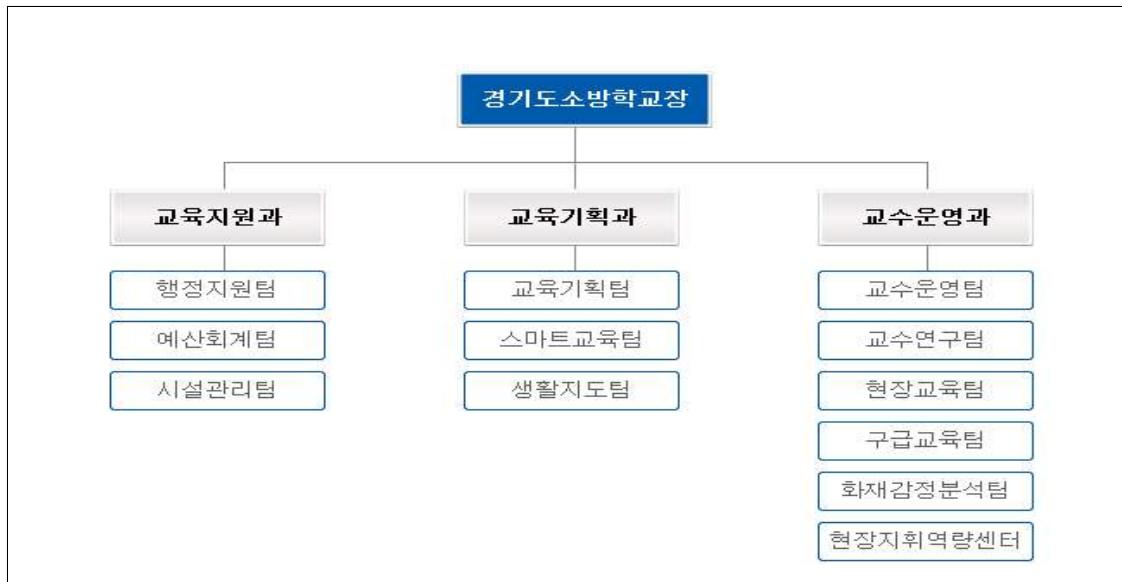 경기도소방학교장
교육지원과
행정지원팀
예산회계팀
시설관리팀
교육기획과
교육기획팀
스마트교육팀
생활지도팀
교수운영과
교수운영팀
교수연구팀
현장교육팀
구급교육팀
화재감정분석팀
현장지휘역량센터